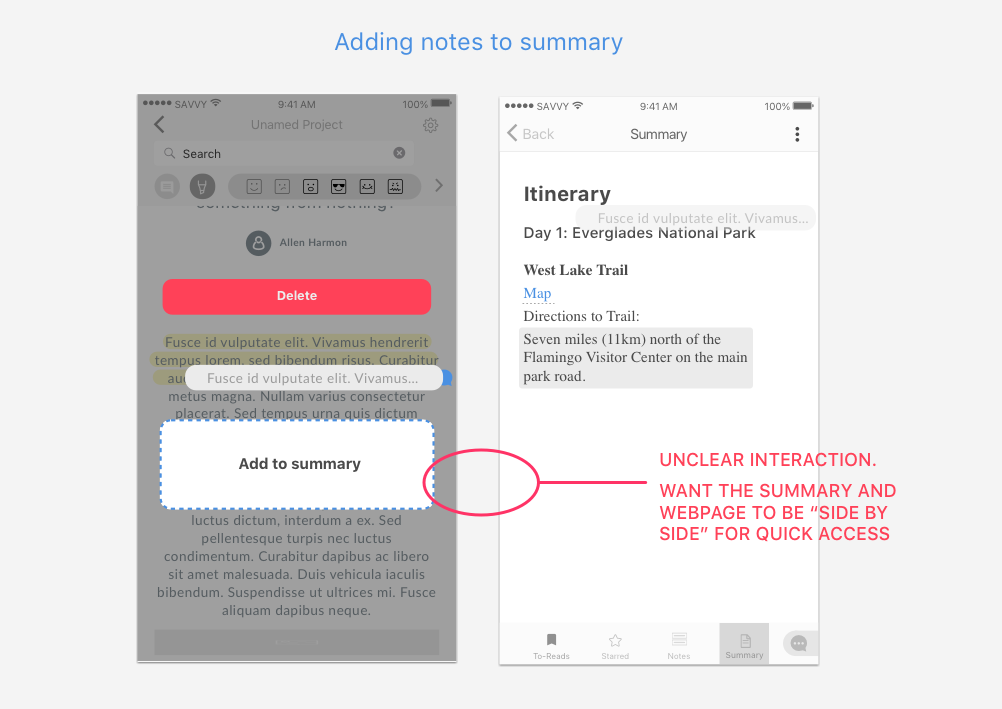 Adding notes to summary
SAVVY 9:41 AM 100%
Unamed Project
Search
something from nothing?
Allen Harmon
Delete
Fusce id vulputate elit. Vivamus hendrerit
tempus lorem, sed bibendum risus. Curabitur
Fusce id vulputate elit. Vivamus...
metus magna. Nullam varius consectetur
placerat. Sed tempus urna quis dictum
Add to summary
luctus dictum, interdum a ex. Sed
pellentesque turpis nec luctus
condimentum. Curabitur dapibus ac libero
sit amet malesuada. Duis vehicula iaculis
bibendum. Suspendisse ut ultrices mi. Fusce
aliquam dapibus neque.
SAVVY 9:41 AM 100%
Back Summary
Itinerary
Fusce id vulputate elit. Vivamus...
Day 1: Everglades National Park
West Lake Trail
Map
Directions to Trail:
Seven miles (11km) north of the
Flamingo Visitor Center on the main
park road.
To-Reads Starred Notes Summary
UNCLEAR INTERACTION.
WANT THE SUMMARY AND
WEBPAGE TO BE “SIDE BY
SIDE” FOR QUICK ACCESS